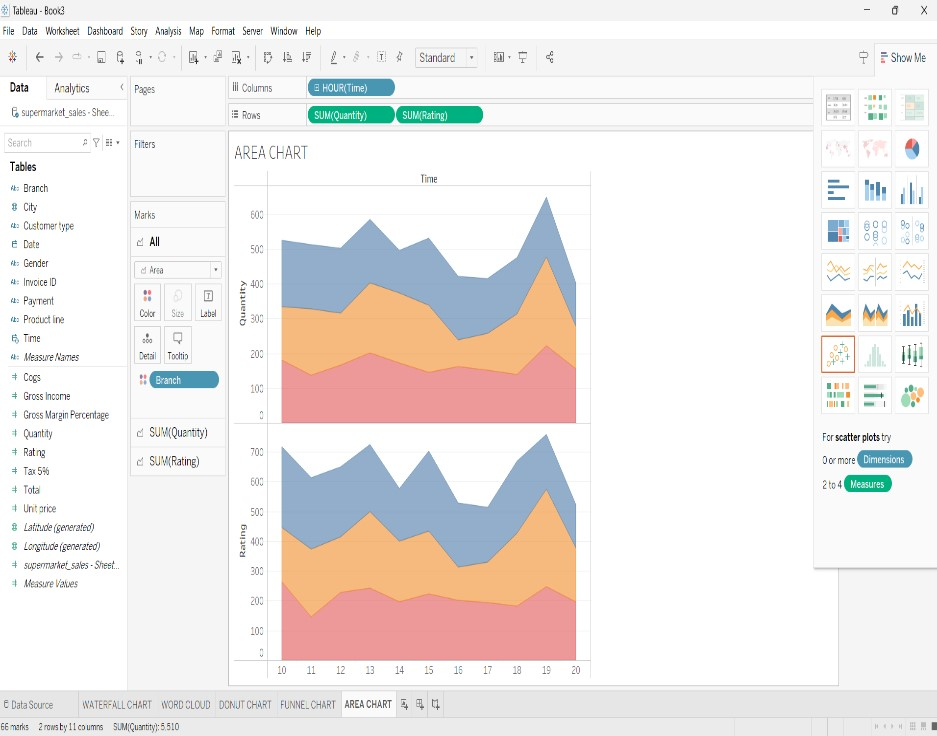 Tableau - Book3
File Data Worksheet Dashboard Story Analysis Map Format Server Window Help
Standard
Show Me
Data Analytics
supermarket_sales - Shee...
Search
Tables
Abc Branch
City
Abc Customer type
Date
Abc Gender
Abc Invoice ID
Abc Payment
Abc Product line
Time
Abc Measure Names
Cogs
Gross Income
Gross Margin Percentage
Quantity
Rating
Tax 5%
Total
Unit price
Latitude (generated)
Longitude (generated)
supermarket_sales - Sheet...
Measure Values
Pages
Filters
Marks
All
Area
Color Size Label
Detail Tooltip
Branch
SUM(Quantity)
SUM(Rating)
Columns HOUR(Time)
Rows SUM(Quantity) SUM(Rating)
AREA CHART
Time
600
500
400
300
200
100
0
Quantity
700
600
500
400
300
200
100
0
Rating
10 11 12 13 14 15 16 17 18 19 20
For scatter plots try
0 or more Dimensions
2 to 4 Measures
Data Source WATERFALL CHART WORD CLOUD DONUT CHART FUNNEL CHART AREA CHART
66 marks 2 rows by 11 columns SUM(Quantity): 5,510